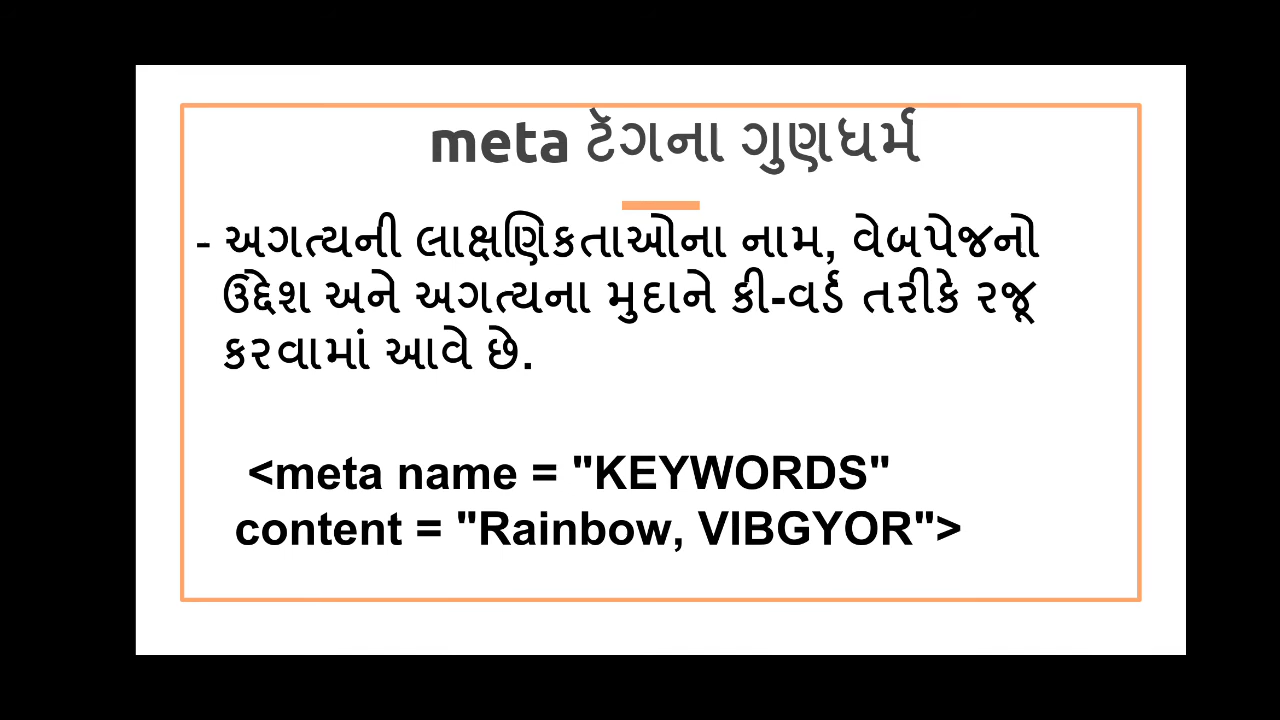 meta ટૅગના ગુણધર્મ
- અગત્યની લાક્ષણિકતાઓના નામ, વેબપેજનો
ઉદ્દેશ અને અગત્યના મુદાને કી-વર્ડ તરીકે રજૂ
કરવામાં આવે છે.
<meta name = "KEYWORDS"
content = "Rainbow, VIBGYOR">